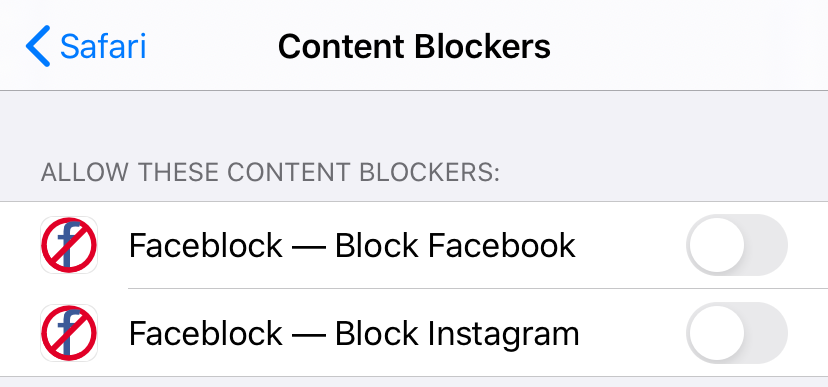 Safari
Content Blockers
ALLOW THESE CONTENT BLOCKERS:
Faceblock — Block Facebook
Faceblock — Block Instagram